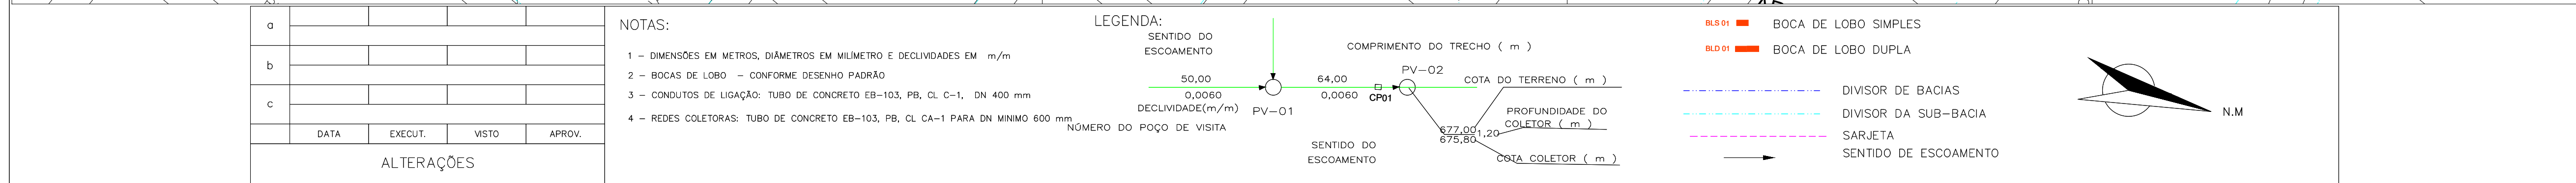 a
b
c
DATA EXECUT. VISTO APROV.
ALTERAÇÕES
NOTAS:
1 – DIMENSÕES EM METROS, DIÂMETROS EM MILÍMETRO E DECLIVIDADES EM m/m
2 – BOCAS DE LOBO – CONFORME DESENHO PADRÃO
3 – CONDUTOS DE LIGAÇÃO: TUBO DE CONCRETO EB–103, PB, CL C–1, DN 400 mm
4 – REDES COLETORAS: TUBO DE CONCRETO EB–103, PB, CL CA–1 PARA DN MINIMO 600 mm
LEGENDA:
SENTIDO DO
ESCOAMENTO
50,00
0,0060
DECLIVIDADE(m/m)
PV–01
NÚMERO DO POÇO DE VISITA
COMPRIMENTO DO TRECHO ( m )
64,00
0,0060
CP01
PV–02
COTA DO TERRENO ( m )
PROFUNDIDADE DO
COLETOR ( m )
677,00
1,20
675,80
COTA COLETOR ( m )
SENTIDO DO
ESCOAMENTO
BLS 01 BOCA DE LOBO SIMPLES
BLD 01 BOCA DE LOBO DUPLA
DIVISOR DE BACIAS
DIVISOR DA SUB–BACIA
SARJETA
SENTIDO DE ESCOAMENTO
N.M